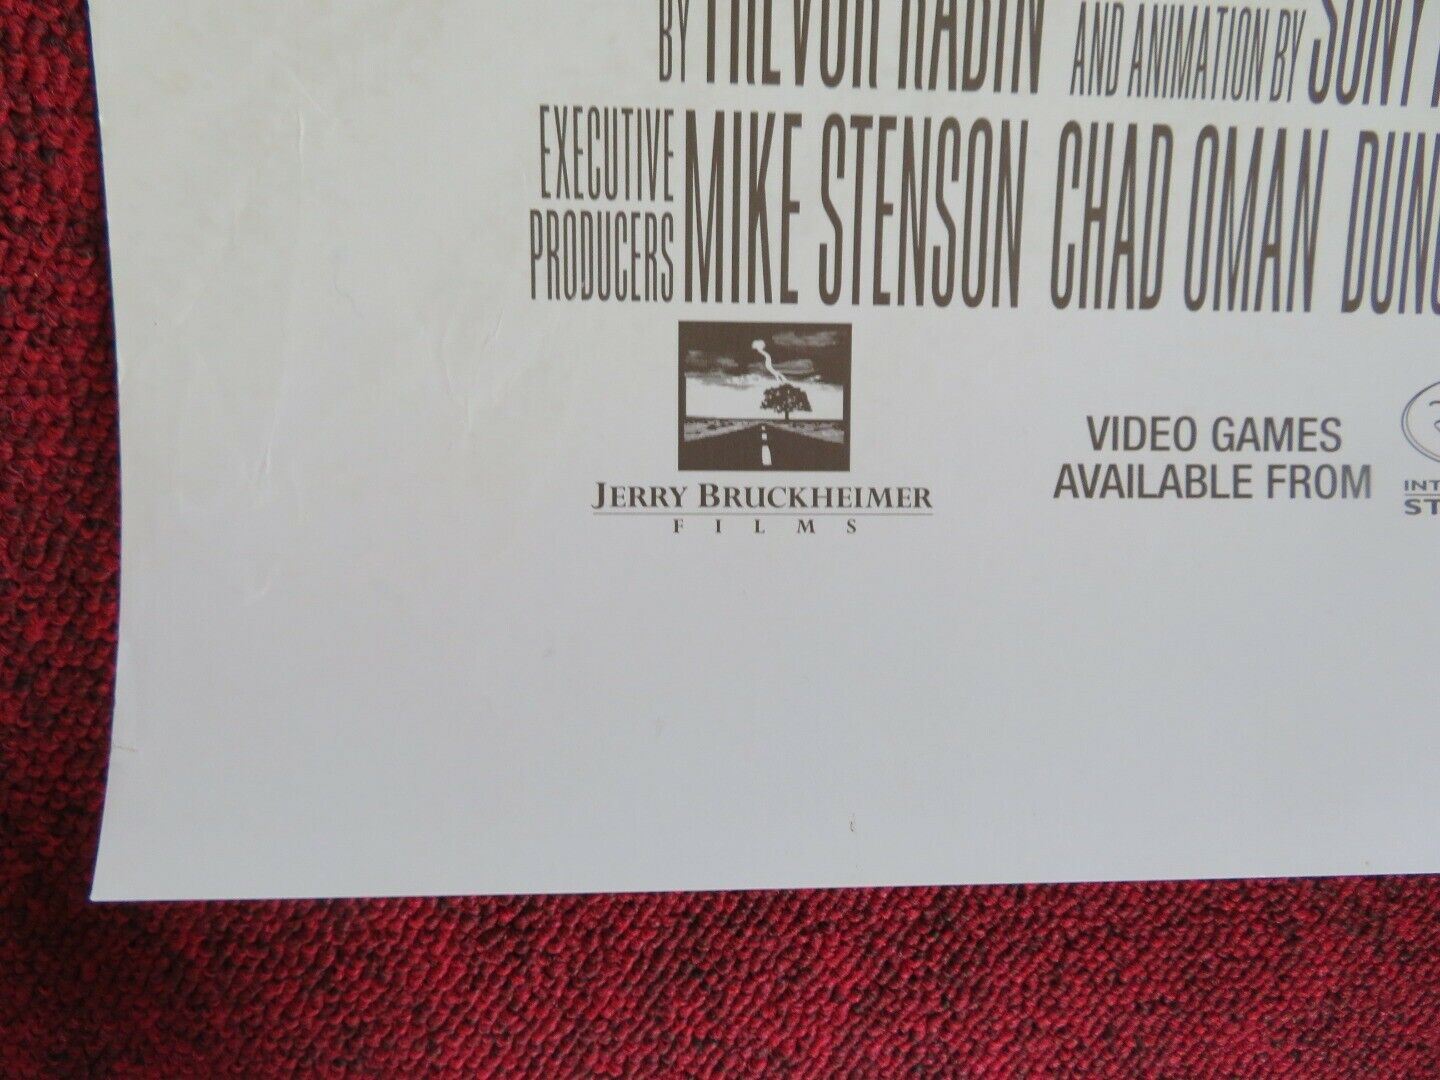 BY TREVOR RABIN AND ANIMATION BY SONY
EXECUTIVE
PRODUCERS MIKE STENSON CHAD OMAN
JERRY BRUCKHEIMER
FILMS
VIDEO GAMES
AVAILABLE FROM